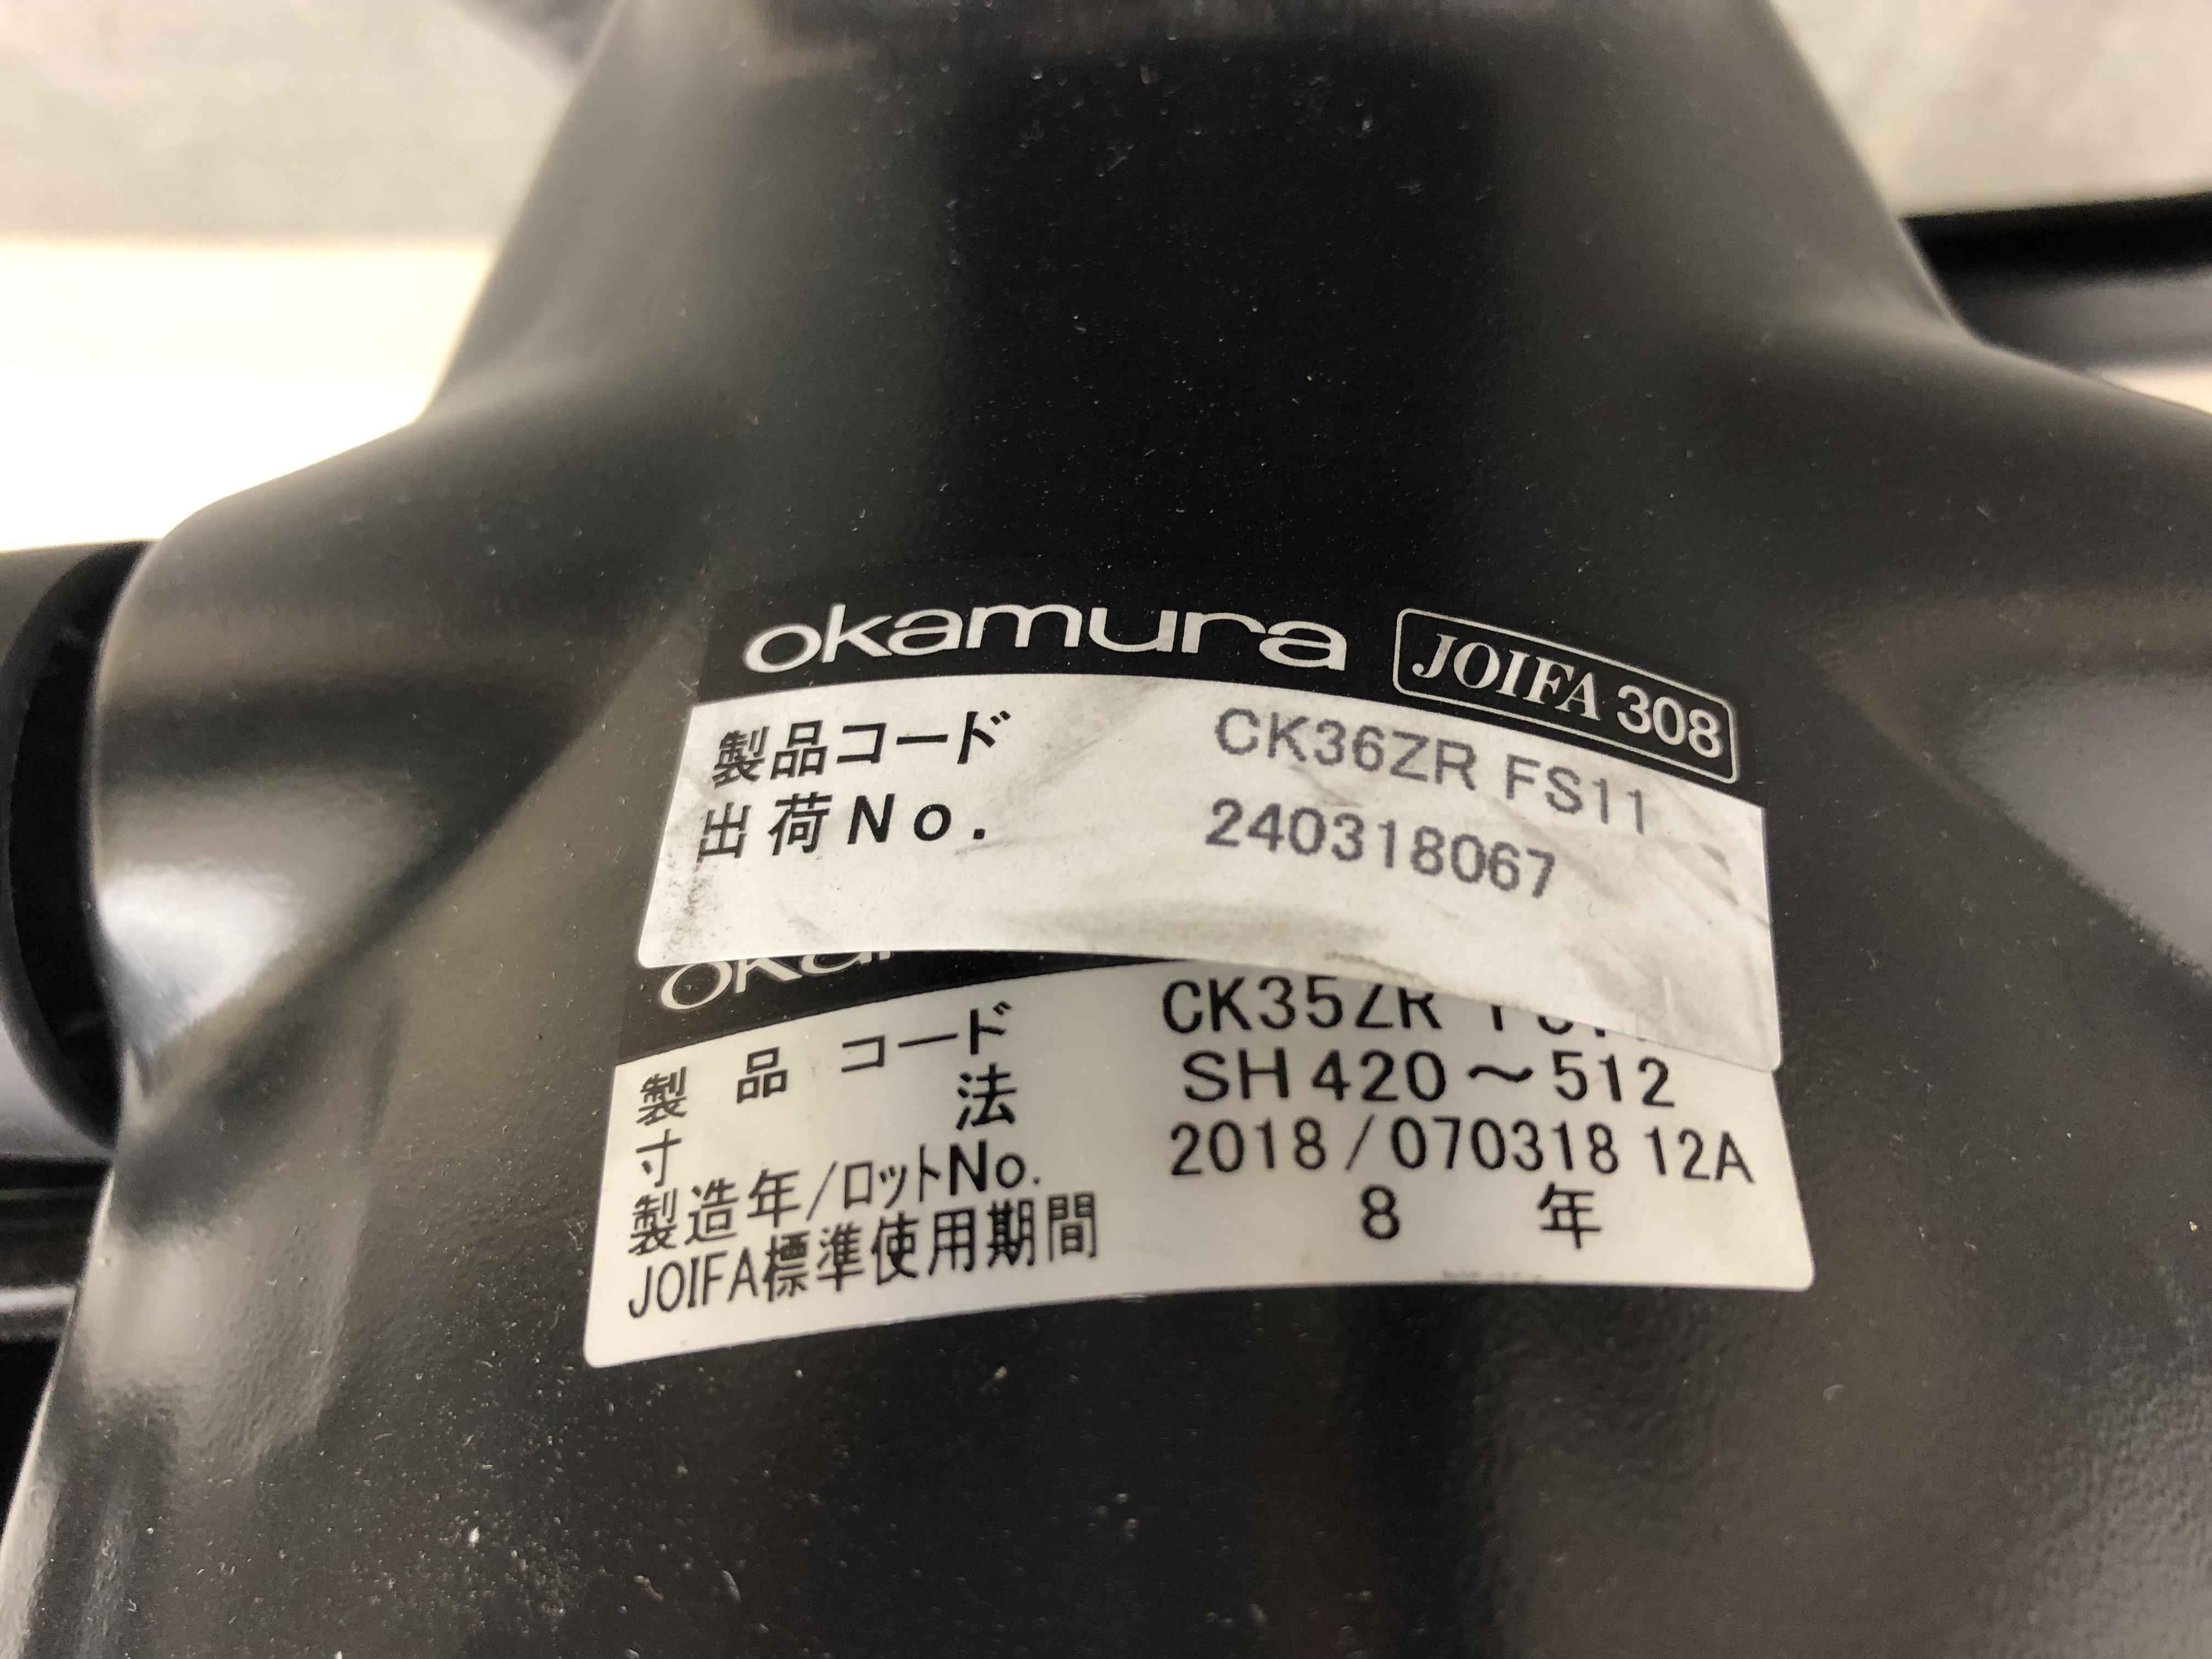 okamura JOIFA 308
製品コード CK36ZR FS11
出荷No. 240318067
製品コード CK35ZR
寸法 SH420～512
製造年/ロットNo. 2018/070318 12A
JOIFA標準使用期間 8年